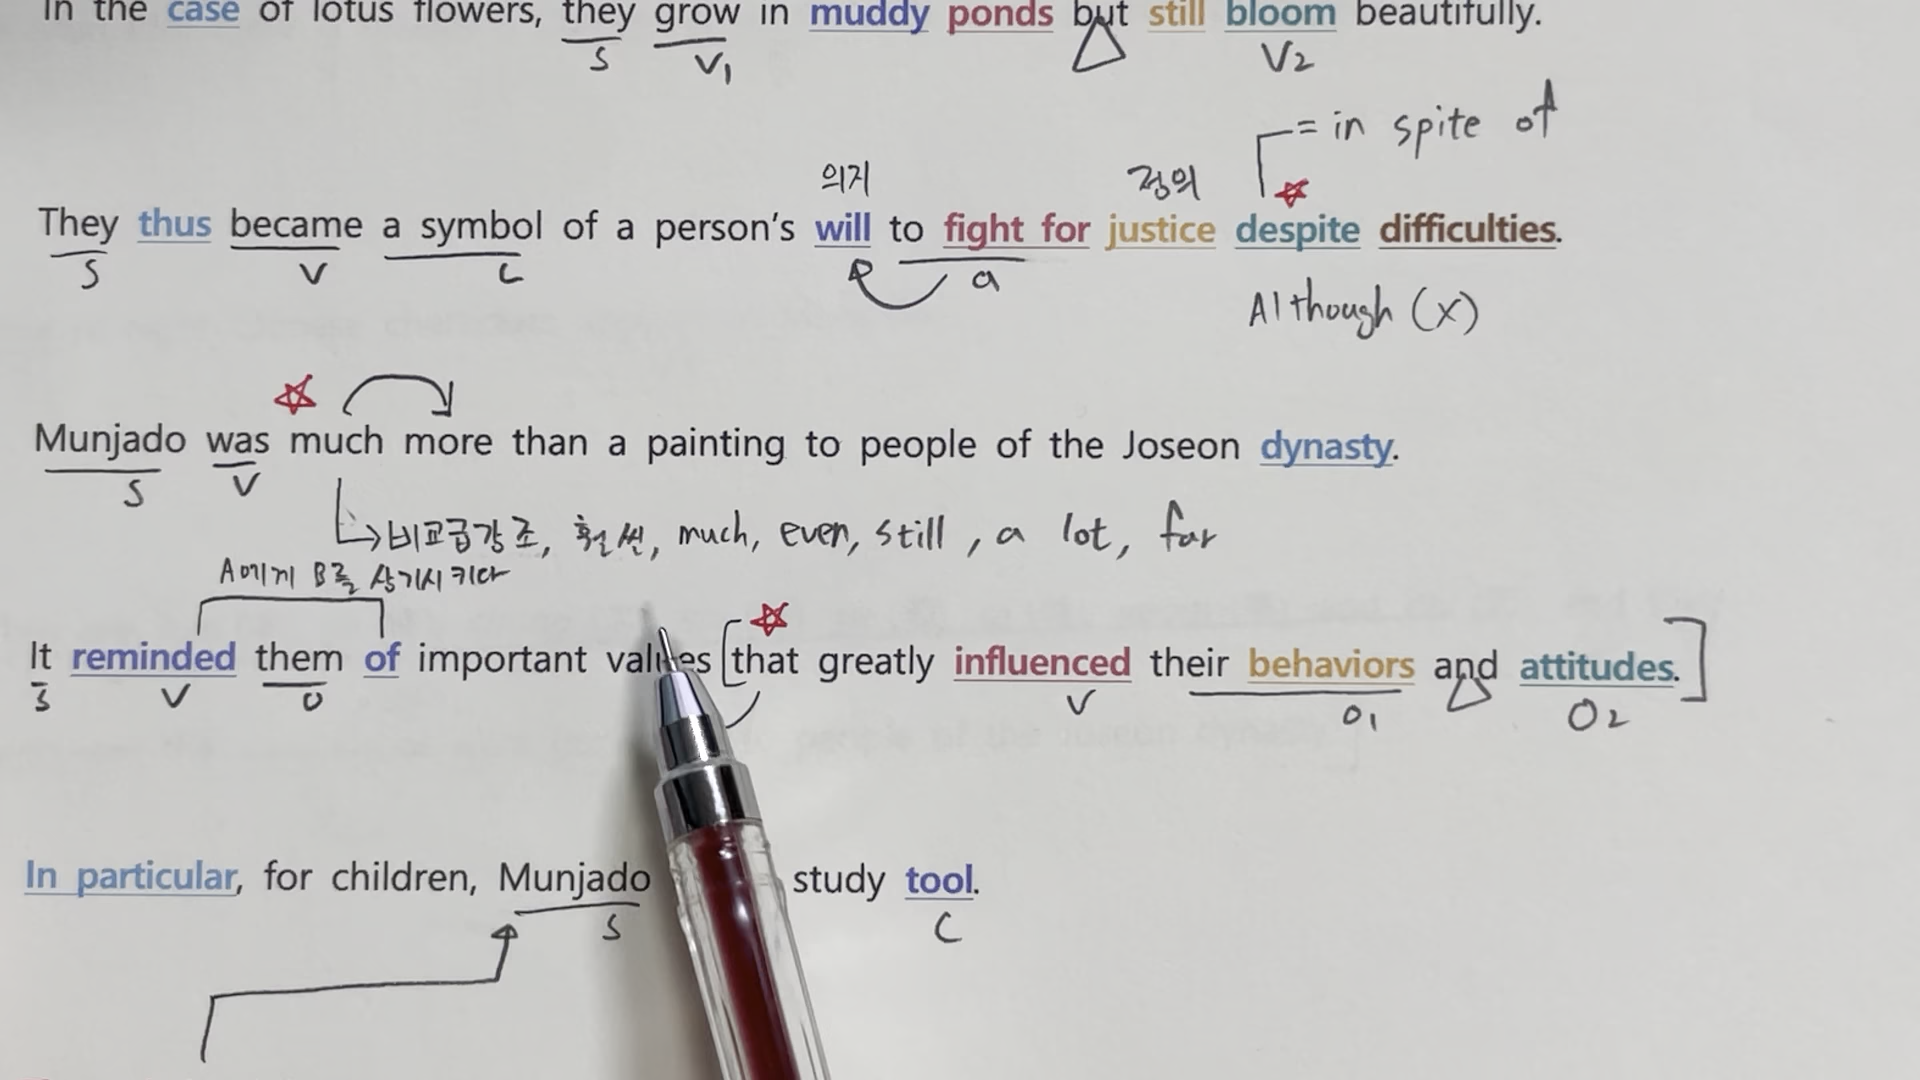 In the case of lotus flowers, they grow in muddy ponds but still bloom beautifully.
S V1 V2
= in spite of
의지 정의
They thus became a symbol of a person's will to fight for justice despite difficulties.
S V C a
Although (X)
Munjado was much more than a painting to people of the Joseon dynasty.
S V
비교급강조, 훨씬, much, even, still, a lot, far
A에게 B를 상기시키다
It reminded them of important values [that greatly influenced their behaviors and attitudes.]
S V O V O1 O2
In particular, for children, Munjado study tool.
S C